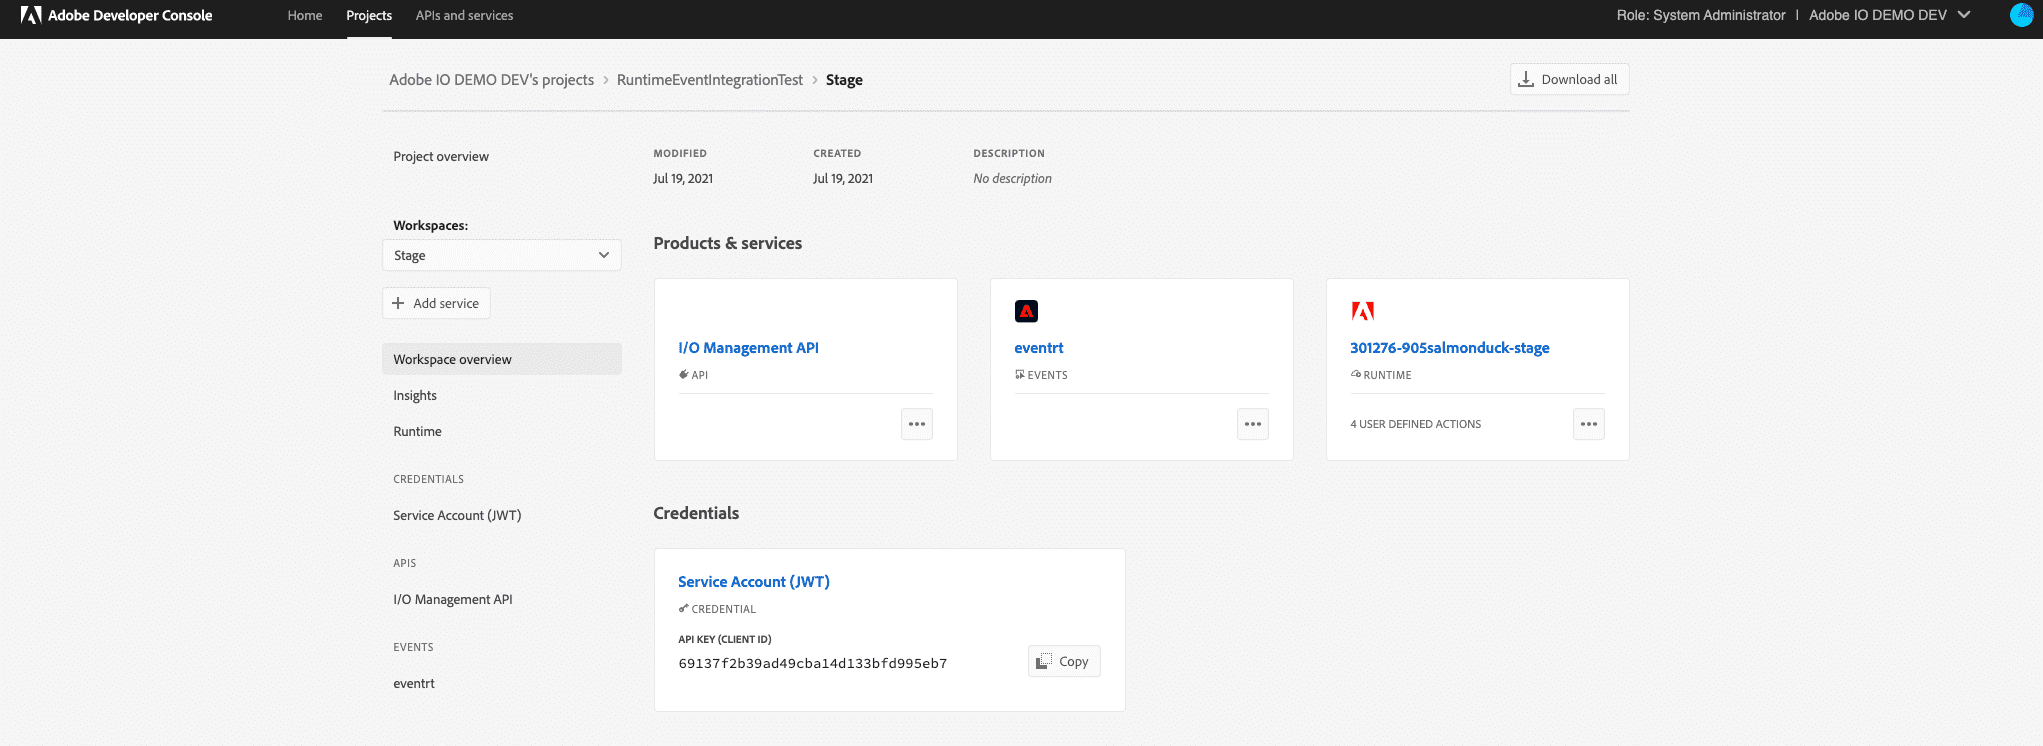 Adobe Developer Console
Home Projects APIs and services
Role: System Administrator | Adobe IO DEMO DEV
Adobe IO DEMO DEV's projects > RuntimeEventIntegrationTest > Stage
Download all
Project overview
MODIFIED CREATED DESCRIPTION
Jul 19, 2021 Jul 19, 2021 No description
Workspaces:
Stage
Add service
Workspace overview
Insights
Runtime
CREDENTIALS
Service Account (JWT)
APIS
I/O Management API
EVENTS
eventrt
Products & services
I/O Management API
API
eventrt
EVENTS
301276-905salmonduck-stage
RUNTIME
4 USER DEFINED ACTIONS
Credentials
Service Account (JWT)
CREDENTIAL
API KEY (CLIENT ID)
69137f2b39ad49cba14d133bfd995eb7
Copy